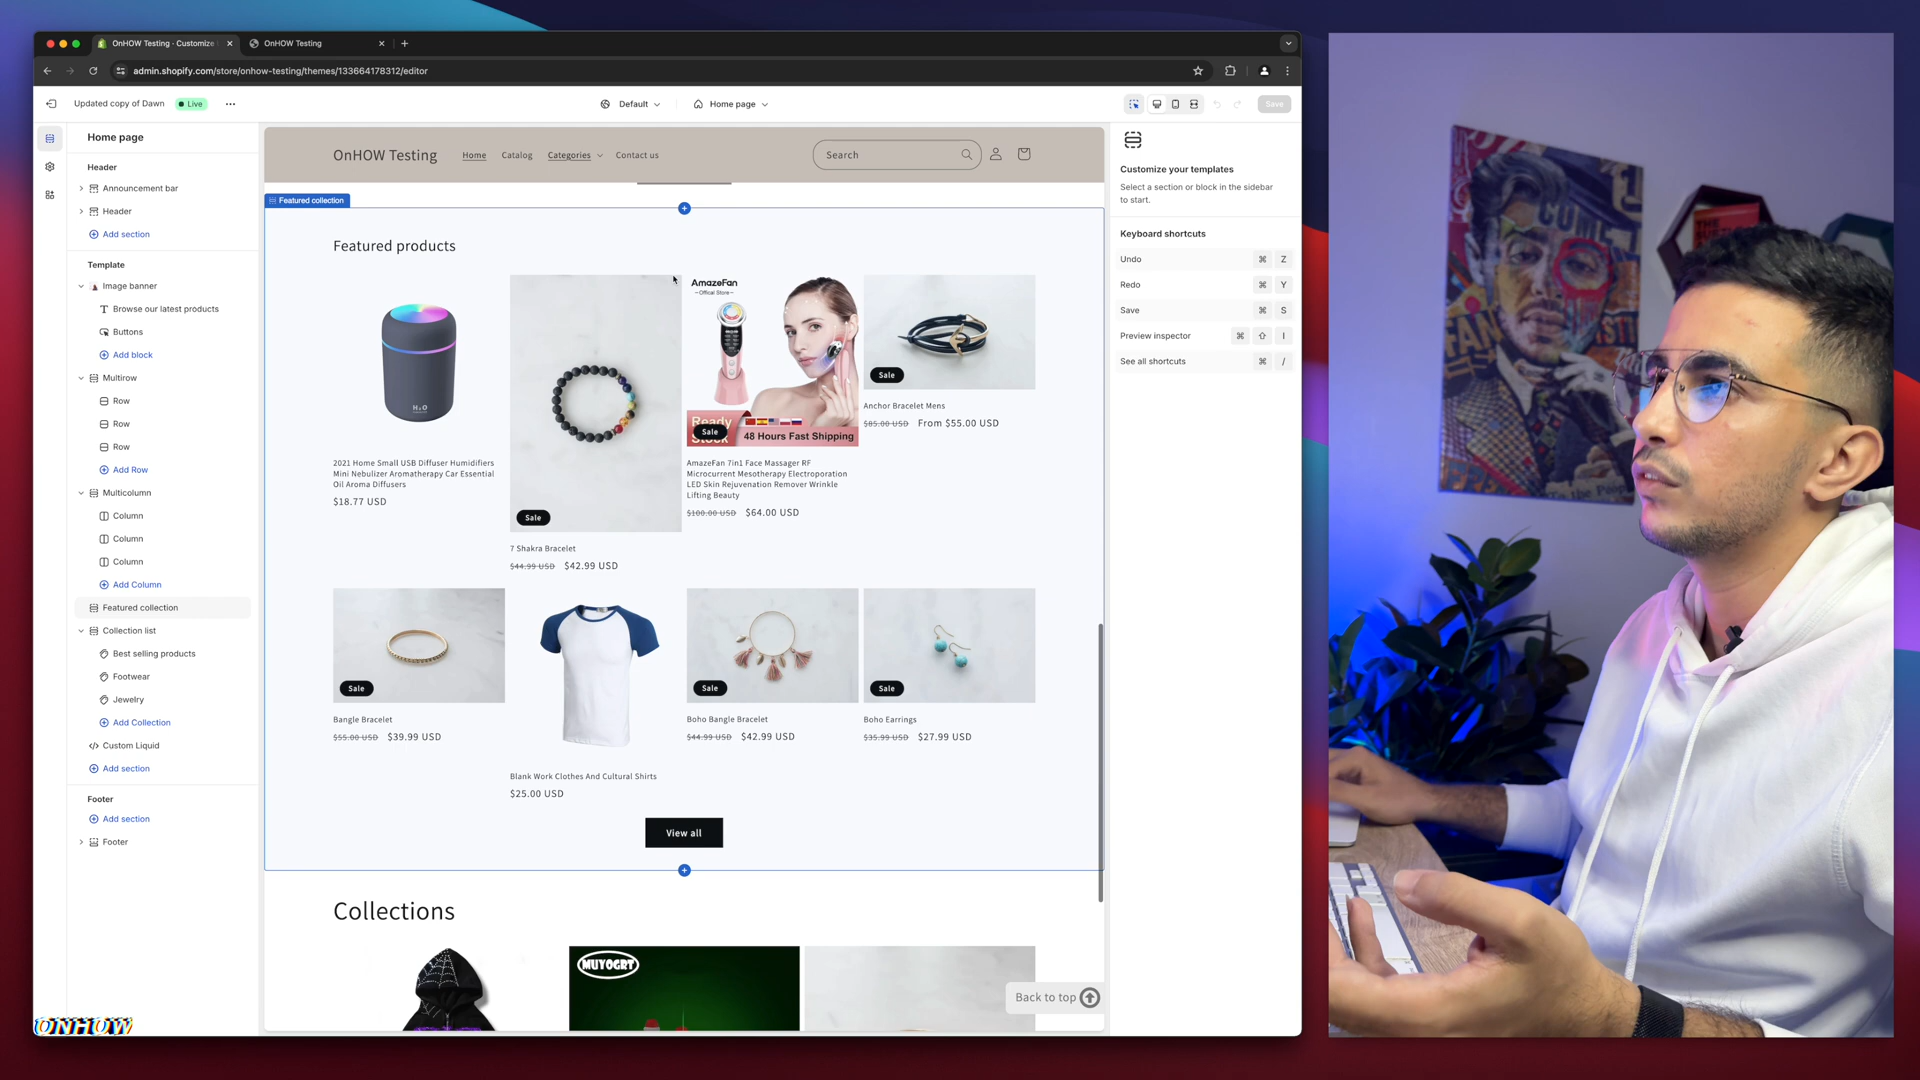 OnHOW Testing - Customize
OnHOW Testing
admin.shopify.com/store/onhow-testing/themes/133664178312/editor
Updated copy of Dawn
Live
Default
Home page
Save
Home page
Header
Announcement bar
Header
Add section
Template
Image banner
Browse our latest products
Buttons
Add block
Multirow
Row
Row
Row
Add Row
Multicolumn
Column
Column
Column
Add Column
Featured collection
Collection list
Best selling products
Footwear
Jewelry
Add Collection
Custom Liquid
Add section
Footer
Add section
Footer
ONHOW
OnHOW Testing
Home
Catalog
Categories
Contact us
Search
Featured collection
Featured products
H₂O
2021 Home Small USB Diffuser Humidifiers
Mini Nebulizer Aromatherapy Car Essential
Oil Aroma Diffusers
$18.77 USD
Sale
7 Shakra Bracelet
$44.99 USD $42.99 USD
AmazeFan
Official Store
Ready
Sale
48 Hours Fast Shipping
AmazeFan 7in1 Face Massager RF
Microcurrent Mesotherapy Electroporation
LED Skin Rejuvenation Remover Wrinkle
Lifting Beauty
$100.00 USD $64.00 USD
Sale
Anchor Bracelet Mens
$85.00 USD From $55.00 USD
Sale
Bangle Bracelet
$55.00 USD $39.99 USD
Blank Work Clothes And Cultural Shirts
$25.00 USD
Sale
Boho Bangle Bracelet
$44.99 USD $42.99 USD
Sale
Boho Earrings
$35.99 USD $27.99 USD
View all
Collections
MUYOGRT
Back to top
Customize your templates
Select a section or block in the sidebar
to start.
Keyboard shortcuts
Undo ⌘ Z
Redo ⌘ Y
Save ⌘ S
Preview inspector ⌘ ⇧ I
See all shortcuts ⌘ /